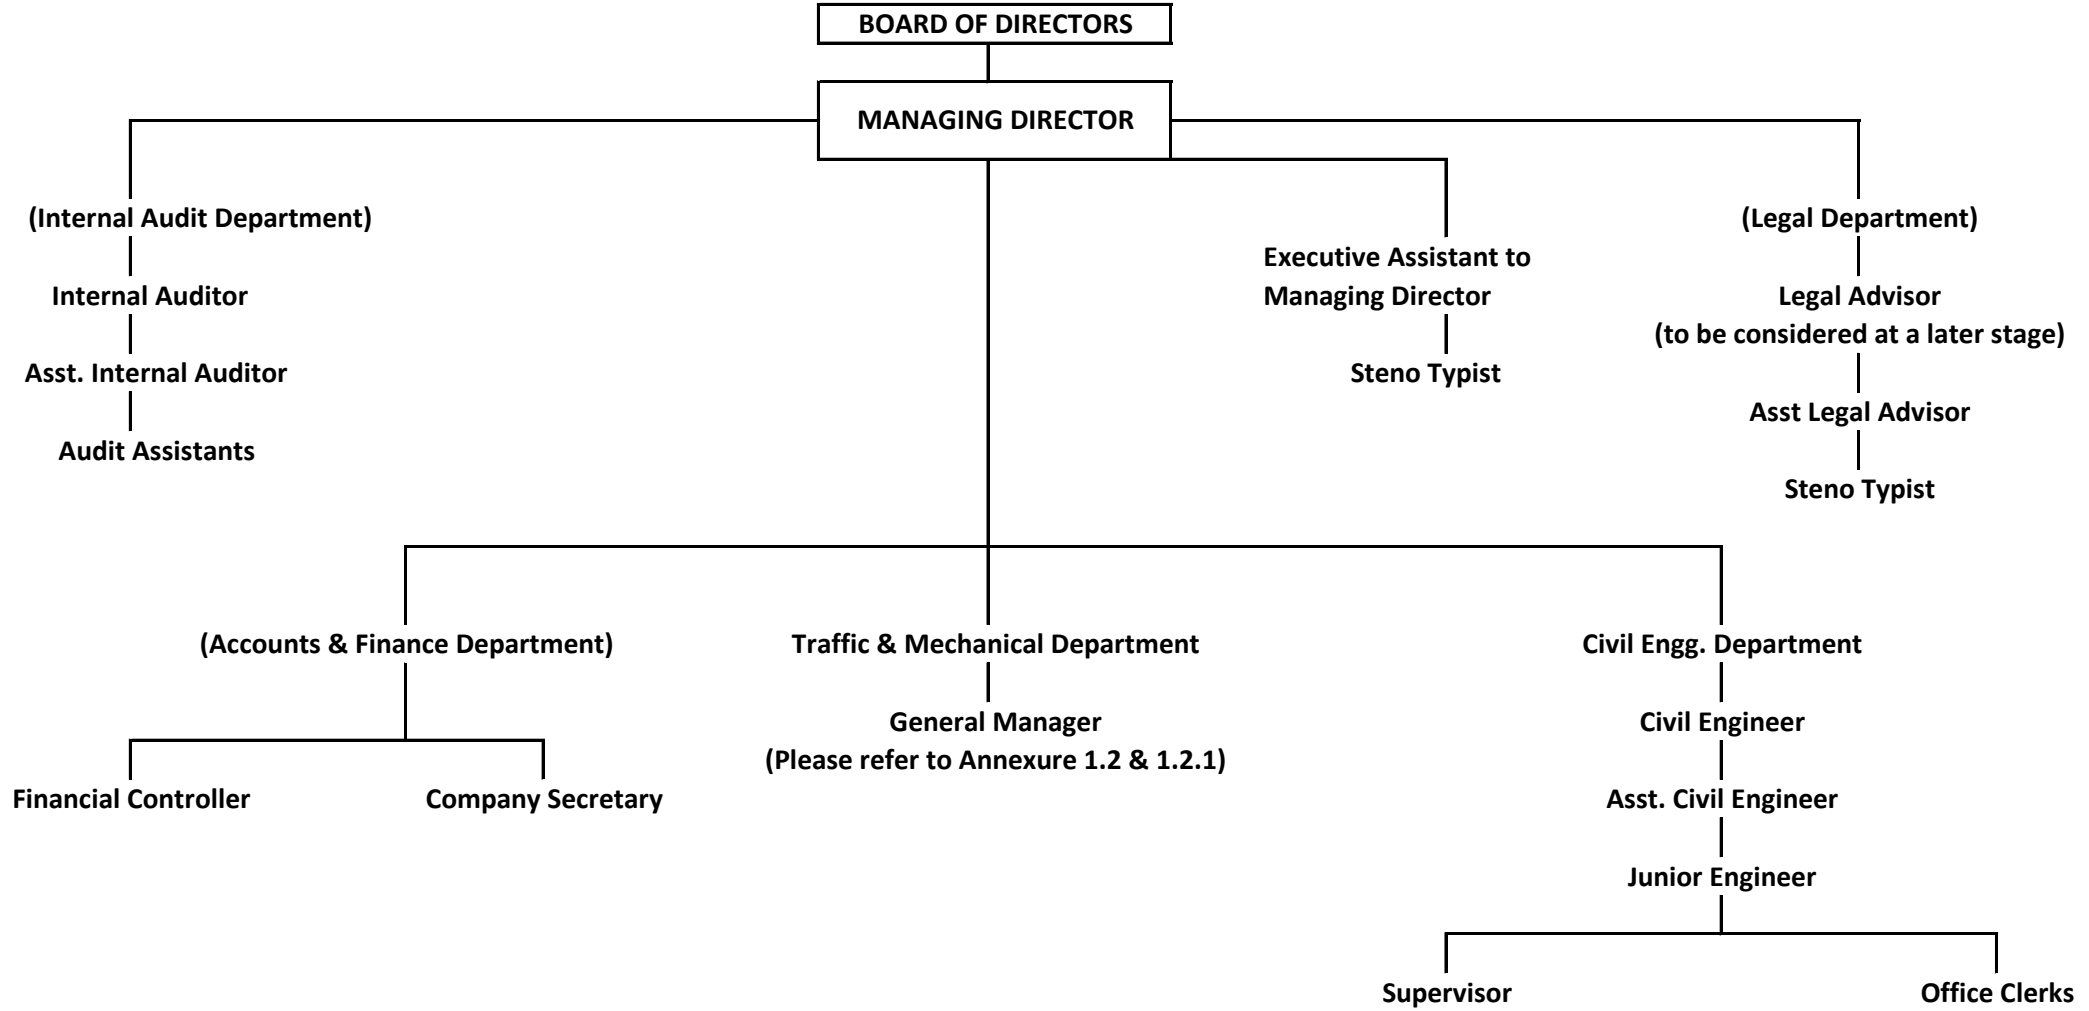 BOARD OF DIRECTORS
MANAGING DIRECTOR
(Internal Audit Department)
(Legal Department)
Executive Assistant to
Managing Director
Internal Auditor
Legal Advisor
(to be considered at a later stage)
Asst. Internal Auditor
Steno Typist
Asst Legal Advisor
Audit Assistants
Steno Typist
(Accounts & Finance Department)
Traffic & Mechanical Department
Civil Engg. Department
General Manager
(Please refer to Annexure 1.2 & 1.2.1)
Civil Engineer
Financial Controller
Company Secretary
Asst. Civil Engineer
Junior Engineer
Supervisor
Office Clerks